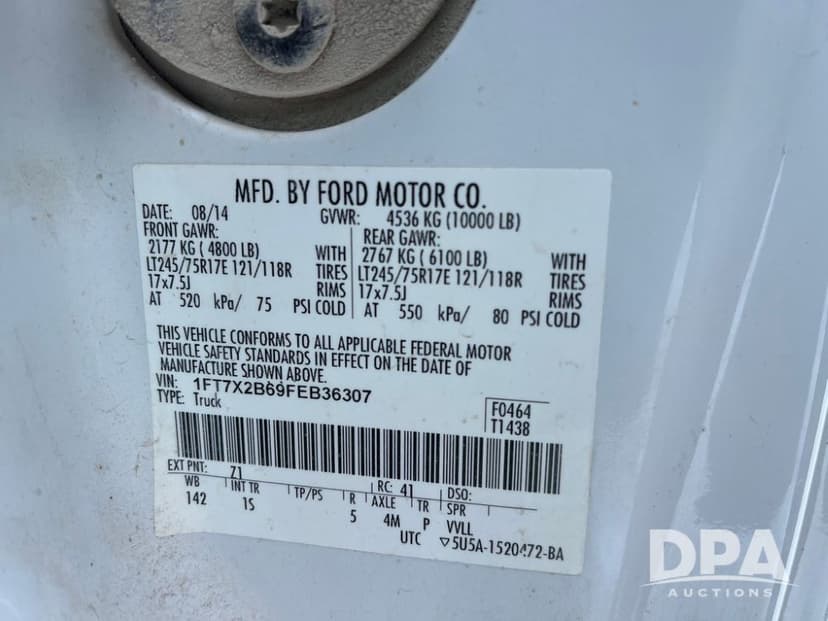 MFD. BY FORD MOTOR CO.
DATE: 08/14 GVWR: 4536 KG (10000 LB)
FRONT GAWR: REAR GAWR:
2177 KG ( 4800 LB) WITH 2767 KG ( 6100 LB) WITH
LT245/75R17E 121/118R TIRES LT245/75R17E 121/118R TIRES
17x7.5J RIMS 17x7.5J RIMS
AT 520 kPa/ 75 PSI COLD AT 550 kPa/ 80 PSI COLD
THIS VEHICLE CONFORMS TO ALL APPLICABLE FEDERAL MOTOR
VEHICLE SAFETY STANDARDS IN EFFECT ON THE DATE OF
MANUFACTURE SHOWN ABOVE.
VIN: 1FT7X2B69FEB36307
TYPE: Truck
F0464
T1438
EXT PNT: Z1 RC: 41 DSO:
WB INT TR TP/PS R AXLE TR SPR
142 1S 5 4M P VVLL
UTC ▽5U5A-1520472-BA
DPA
AUCTIONS